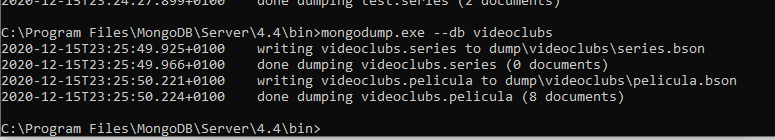 2020-12-15T23:24:27.899+0100    done dumping test.series (2 documents)
C:\Program Files\MongoDB\Server\4.4\bin>mongodump.exe --db videoclubs
2020-12-15T23:25:49.925+0100    writing videoclubs.series to dump\videoclubs\series.bson
2020-12-15T23:25:49.966+0100    done dumping videoclubs.series (0 documents)
2020-12-15T23:25:50.221+0100    writing videoclubs.pelicula to dump\videoclubs\pelicula.bson
2020-12-15T23:25:50.224+0100    done dumping videoclubs.pelicula (8 documents)
C:\Program Files\MongoDB\Server\4.4\bin>